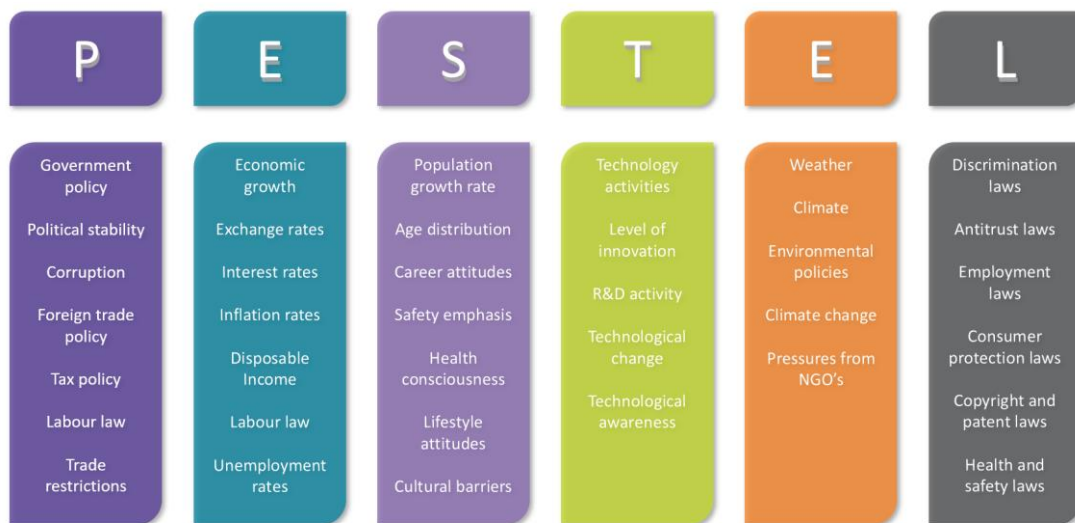 P
Government
policy
Political stability
Corruption
Foreign trade
policy
Tax policy
Labour law
Trade
restrictions
E
Economic
growth
Exchange rates
Interest rates
Inflation rates
Disposable
Income
Labour law
Unemployment
rates
S
Population
growth rate
Age distribution
Career attitudes
Safety emphasis
Health
consciousness
Lifestyle
attitudes
Cultural barriers
T
Technology
activities
Level of
innovation
R&D activity
Technological
change
Technological
awareness
E
Weather
Climate
Environmental
policies
Climate change
Pressures from
NGO's
L
Discrimination
laws
Antitrust laws
Employment
laws
Consumer
protection laws
Copyright and
patent laws
Health and
safety laws